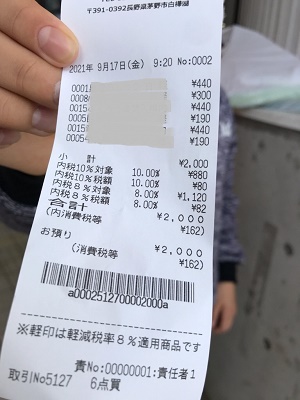 〒391-0392長野県茅野市白樺湖
2021年 9月17日(金) 9:20 No:0002
0001 ¥440
0008 ¥300
0001 ¥440
0005 ¥190
0015 ¥440
0054 ¥190
小 計 ¥2,000
内税10%対象 10.00% ¥880
内税10%税額 10.00% ¥80
内税8%対象 8.00% ¥1,120
内税8%税額 8.00% ¥82
合計 ¥2,000
(内消費税等 ¥162)
お預り ¥2,000
(消費税等 ¥162)
a0002512700002000a
※軽印は軽減税率8%適用商品です
責No:00000001:責任者1
取引No5127 6点買